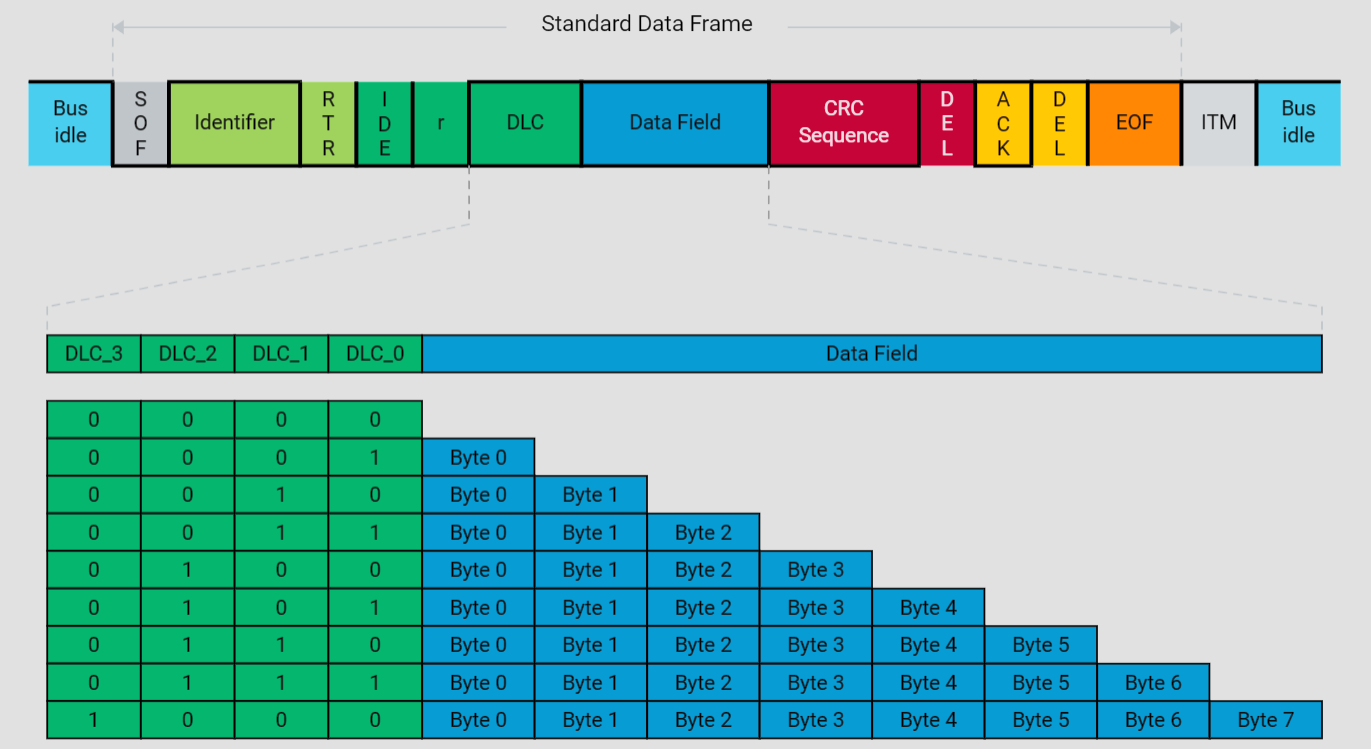 Standard Data Frame
Bus idle SOF Identifier RTR IDE r DLC Data Field CRC Sequence DEL ACK DEL EOF ITM Bus idle
DLC_3 DLC_2 DLC_1 DLC_0 Data Field
0 0 0 0
0 0 0 1 Byte 0
0 0 1 0 Byte 0 Byte 1
0 0 1 1 Byte 0 Byte 1 Byte 2
0 1 0 0 Byte 0 Byte 1 Byte 2 Byte 3
0 1 0 1 Byte 0 Byte 1 Byte 2 Byte 3 Byte 4
0 1 1 0 Byte 0 Byte 1 Byte 2 Byte 3 Byte 4 Byte 5
0 1 1 1 Byte 0 Byte 1 Byte 2 Byte 3 Byte 4 Byte 5 Byte 6
1 0 0 0 Byte 0 Byte 1 Byte 2 Byte 3 Byte 4 Byte 5 Byte 6 Byte 7